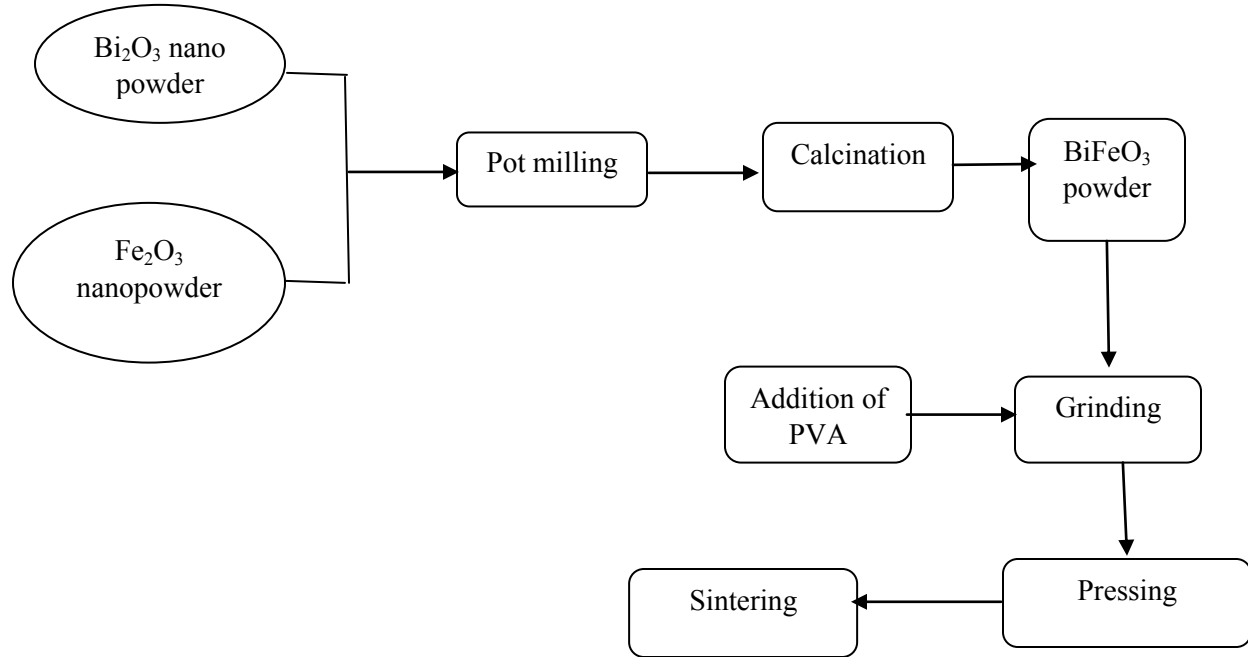 Bi₂O₃ nano
powder
Fe₂O₃
nanopowder
Pot milling
Calcination
BiFeO₃
powder
Addition of
PVA
Grinding
Pressing
Sintering